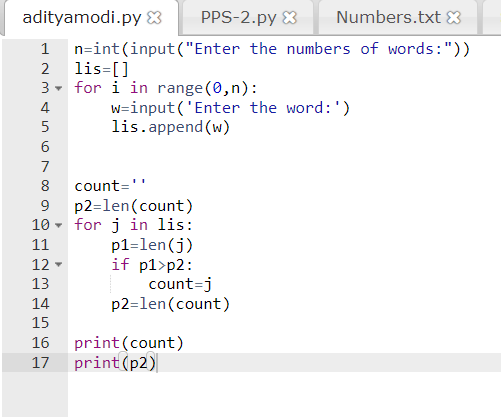 adityamodi.py PPS-2.py Numbers.txt
1 n=int(input("Enter the numbers of words:"))
2 lis=[]
3 for i in range(0,n):
4     w=input('Enter the word:')
5     lis.append(w)
6
7
8 count=''
9 p2=len(count)
10 for j in lis:
11     p1=len(j)
12     if p1>p2:
13         count=j
14     p2=len(count)
15
16 print(count)
17 print(p2)